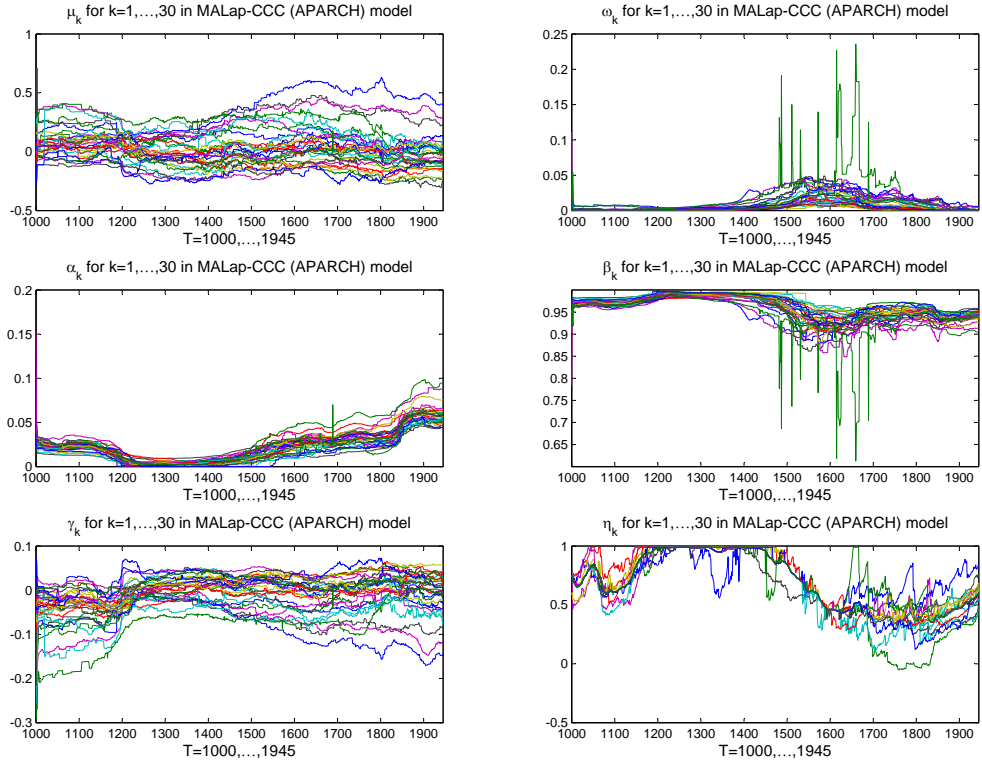 μk for k=1,...,30 in MALap-CCC (APARCH) model
1
0.5
0
-0.5
1000 1100 1200 1300 1400 1500 1600 1700 1800 1900
T=1000,...,1945
ωk for k=1,...,30 in MALap-CCC (APARCH) model
0.25
0.2
0.15
0.1
0.05
0
1000 1100 1200 1300 1400 1500 1600 1700 1800 1900
T=1000,...,1945
αk for k=1,...,30 in MALap-CCC (APARCH) model
0.2
0.15
0.1
0.05
0
1000 1100 1200 1300 1400 1500 1600 1700 1800 1900
T=1000,...,1945
βk for k=1,...,30 in MALap-CCC (APARCH) model
0.95
0.9
0.85
0.8
0.75
0.7
0.65
1000 1100 1200 1300 1400 1500 1600 1700 1800 1900
T=1000,...,1945
γk for k=1,...,30 in MALap-CCC (APARCH) model
0.1
0
-0.1
-0.2
-0.3
1000 1100 1200 1300 1400 1500 1600 1700 1800 1900
T=1000,...,1945
ηk for k=1,...,30 in MALap-CCC (APARCH) model
1
0.5
0
-0.5
1000 1100 1200 1300 1400 1500 1600 1700 1800 1900
T=1000,...,1945